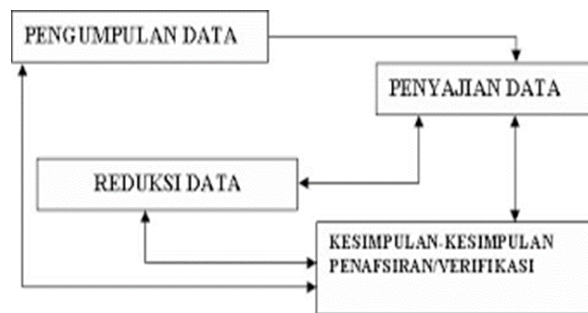 PENGUMPULAN DATA
PENYAJIAN DATA
REDUKSI DATA
KESIMPULAN-KESIMPULAN
PENAFSIRAN/VERIFIKASI